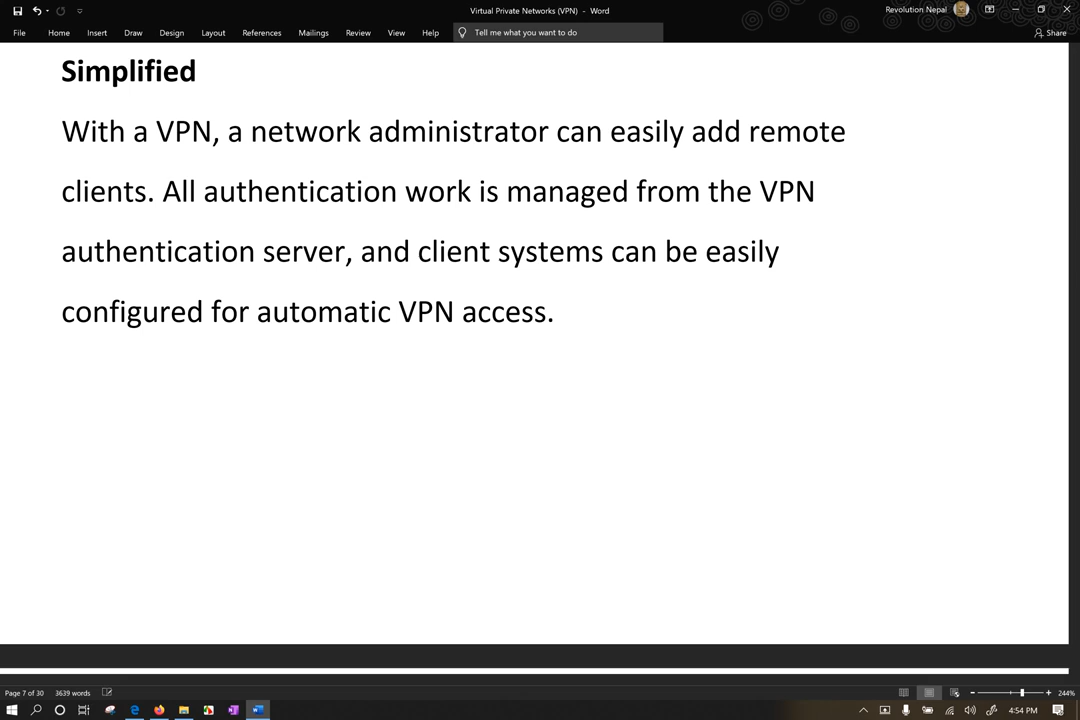 Virtual Private Networks (VPN) - Word
Revolution Nepal
File Home Insert Draw Design Layout References Mailings Review View Help Tell me what you want to do Share
Simplified
With a VPN, a network administrator can easily add remote
clients. All authentication work is managed from the VPN
authentication server, and client systems can be easily
configured for automatic VPN access.
Page 7 of 30 3639 words 244%
4:54 PM